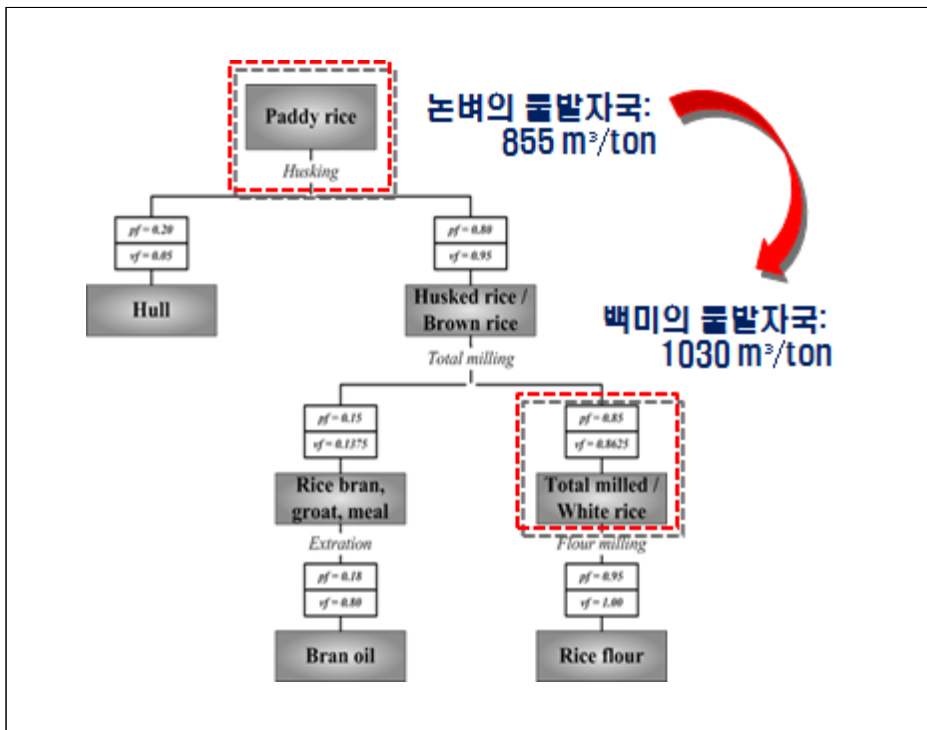 Paddy rice
Husking
논벼의 물발자국:
855 m³/ton
pf = 0.20
vf = 0.05
pf = 0.80
vf = 0.95
Hull
Husked rice /
Brown rice
백미의 물발자국:
1030 m³/ton
Total milling
pf = 0.15
vf = 0.1375
pf = 0.85
vf = 0.8625
Rice bran,
groat, meal
Total milled /
White rice
Extration
Flour milling
pf = 0.18
vf = 0.80
pf = 0.95
vf = 1.00
Bran oil
Rice flour